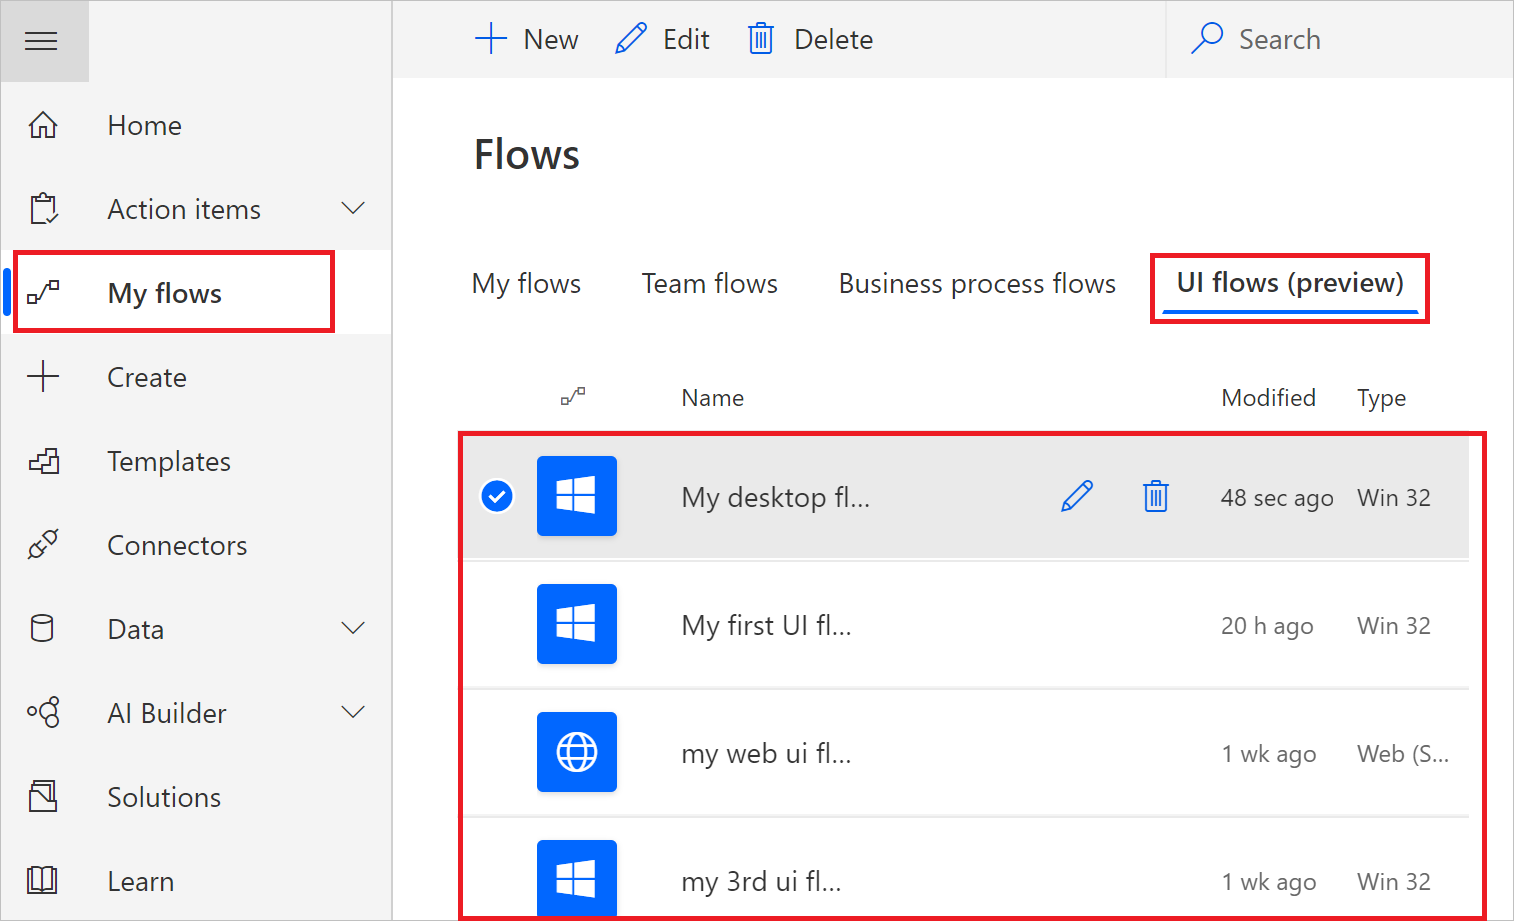 New Edit Delete Search
Home
Action items
My flows
Create
Templates
Connectors
Data
AI Builder
Solutions
Learn
Flows
My flows Team flows Business process flows UI flows (preview)
Name Modified Type
My desktop fl... 48 sec ago Win 32
My first UI fl... 20 h ago Win 32
my web ui fl... 1 wk ago Web (S...
my 3rd ui fl... 1 wk ago Win 32